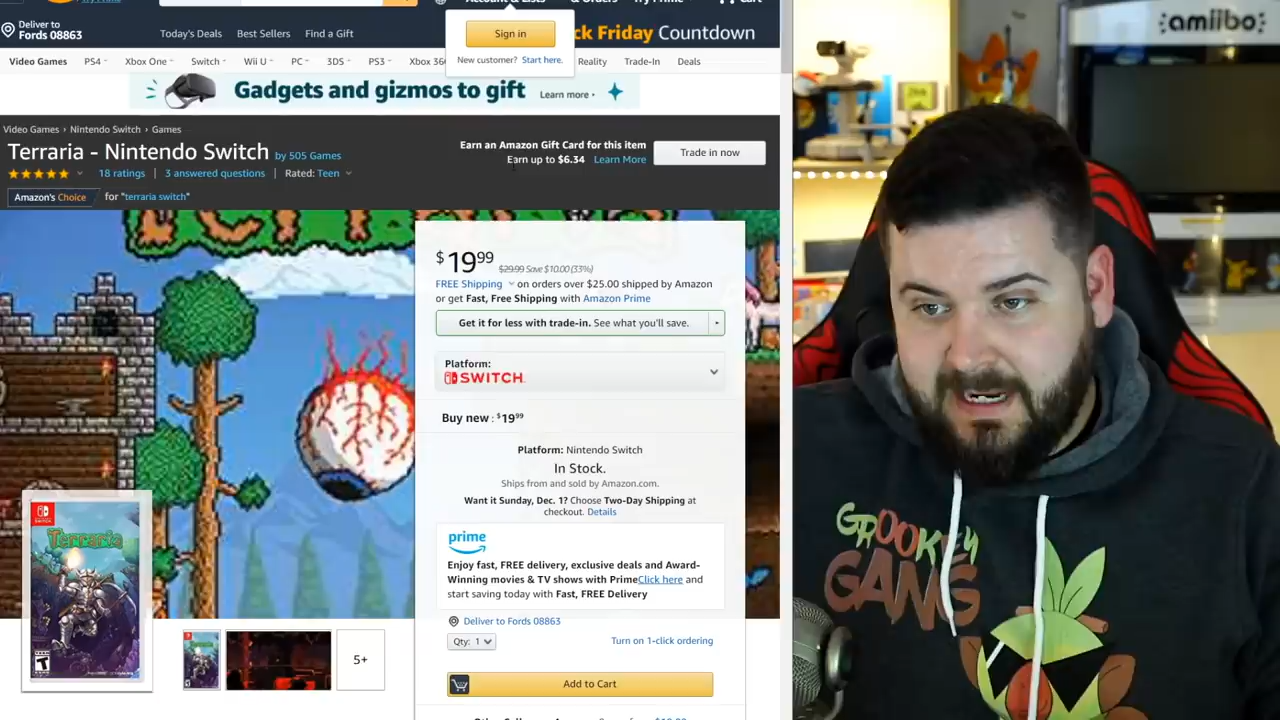 Deliver to
Fords 08863
Today's Deals
Best Sellers
Find a Gift
Sign in
New customer? Start here.
ck Friday Countdown
Video Games
PS4
Xbox One
Switch
Wii U
PC
3DS
PS3
Xbox 36
Reality
Trade-In
Deals
Gadgets and gizmos to gift
Learn more
Video Games › Nintendo Switch › Games
Terraria - Nintendo Switch by 505 Games
18 ratings | 3 answered questions | Rated: Teen
Amazon's Choice for "terraria switch"
Earn an Amazon Gift Card for this item
Earn up to $6.34 Learn More
Trade in now
$1999 $29.99 Save $10.00 (33%)
FREE Shipping on orders over $25.00 shipped by Amazon
or get Fast, Free Shipping with Amazon Prime
Get it for less with trade-in. See what you'll save.
Platform:
SWITCH
Buy new : $1999
Platform: Nintendo Switch
In Stock.
Ships from and sold by Amazon.com.
Want it Sunday, Dec. 1? Choose Two-Day Shipping at
checkout. Details
prime
Enjoy fast, FREE delivery, exclusive deals and Award-
Winning movies & TV shows with PrimeClick here and
start saving today with Fast, FREE Delivery
Deliver to Fords 08863
Qty: 1
Turn on 1-click ordering
Add to Cart
Terraria
5+
amiibo
GROOKEY
GANG